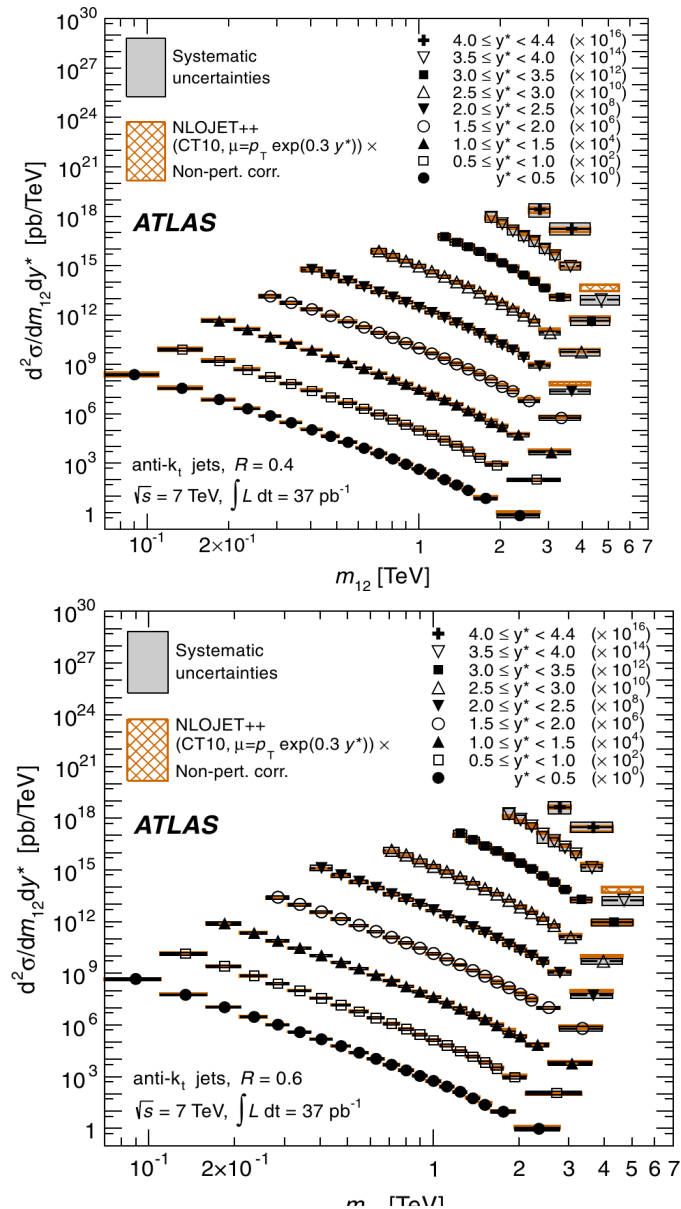 10^30
10^27
10^24
10^21
10^18
10^15
10^12
10^9
10^6
10^3
1
d²σ/dm₁₂dy* [pb/TeV]
Systematic
uncertainties
NLOJET++
(CT10, μ=p_T exp(0.3 y*)) ×
Non-pert. corr.
4.0 ≤ y* < 4.4 (× 10^16)
3.5 ≤ y* < 4.0 (× 10^14)
3.0 ≤ y* < 3.5 (× 10^12)
2.5 ≤ y* < 3.0 (× 10^10)
2.0 ≤ y* < 2.5 (× 10^8)
1.5 ≤ y* < 2.0 (× 10^6)
1.0 ≤ y* < 1.5 (× 10^4)
0.5 ≤ y* < 1.0 (× 10^2)
y* < 0.5 (× 10^0)
ATLAS
anti-k_t jets, R = 0.4
√s = 7 TeV, ∫L dt = 37 pb⁻¹
10⁻¹ 2×10⁻¹ 1 2 3 4 5 6 7
m₁₂ [TeV]
10^30
10^27
10^24
10^21
10^18
10^15
10^12
10^9
10^6
10^3
1
d²σ/dm₁₂dy* [pb/TeV]
Systematic
uncertainties
NLOJET++
(CT10, μ=p_T exp(0.3 y*)) ×
Non-pert. corr.
4.0 ≤ y* < 4.4 (× 10^16)
3.5 ≤ y* < 4.0 (× 10^14)
3.0 ≤ y* < 3.5 (× 10^12)
2.5 ≤ y* < 3.0 (× 10^10)
2.0 ≤ y* < 2.5 (× 10^8)
1.5 ≤ y* < 2.0 (× 10^6)
1.0 ≤ y* < 1.5 (× 10^4)
0.5 ≤ y* < 1.0 (× 10^2)
y* < 0.5 (× 10^0)
ATLAS
anti-k_t jets, R = 0.6
√s = 7 TeV, ∫L dt = 37 pb⁻¹
10⁻¹ 2×10⁻¹ 1 2 3 4 5 6 7
[TeV]